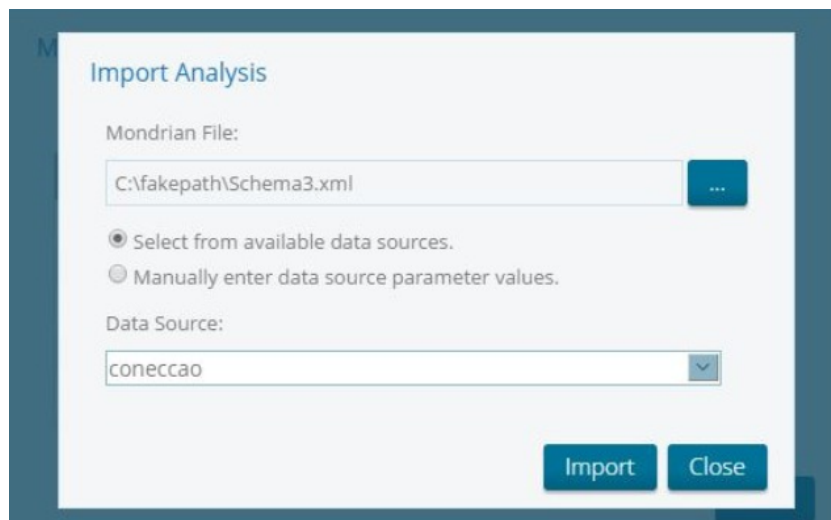 M
Import Analysis
Mondrian File:
C:\fakepath\Schema3.xml
...
Select from available data sources.
Manually enter data source parameter values.
Data Source:
coneccao
Import Close